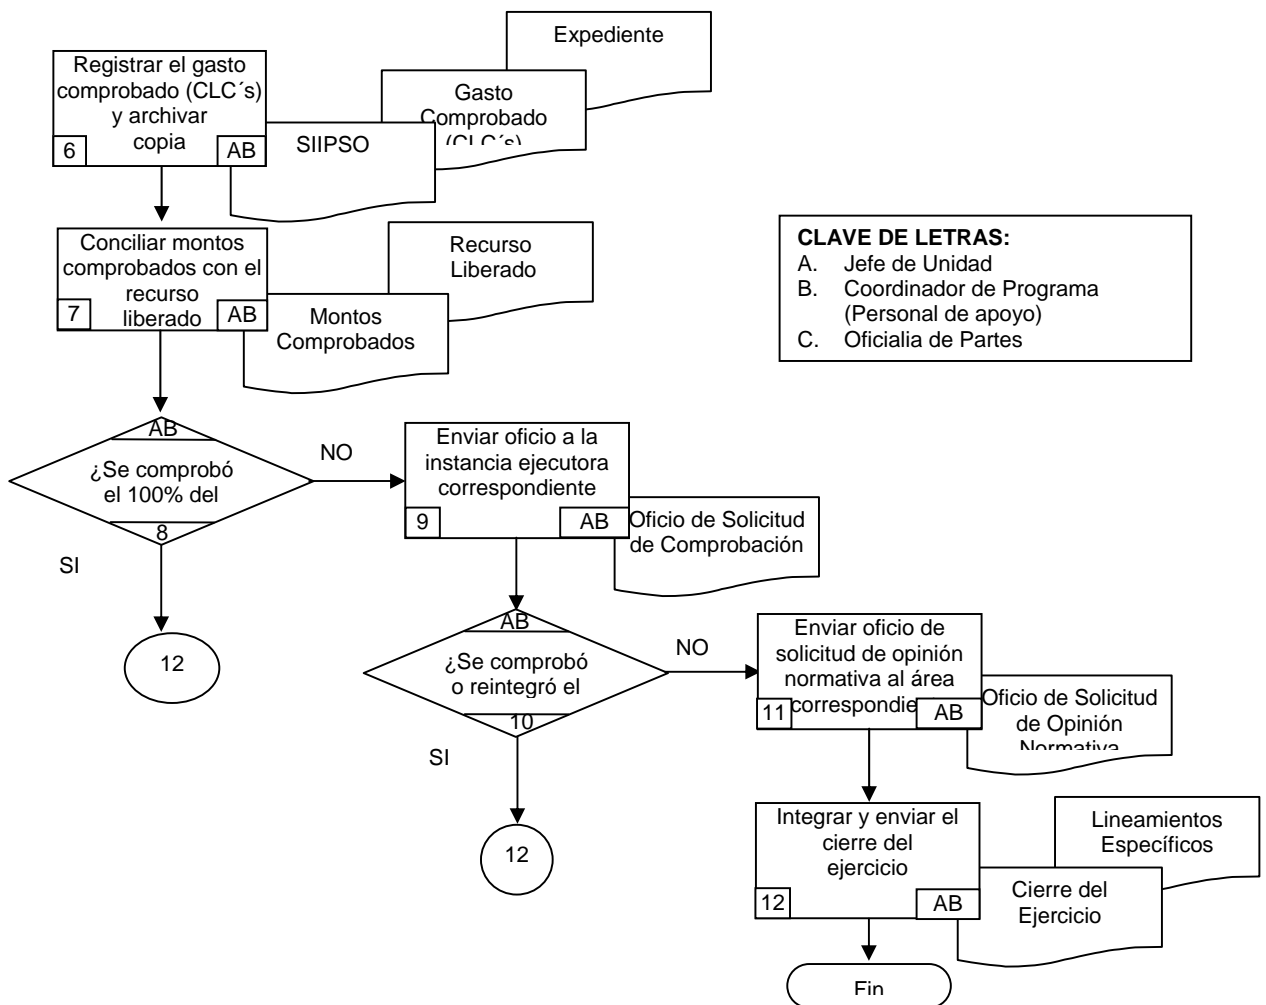 Expediente
Registrar el gasto
comprobado (CLC´s)
y archivar
copia
6
AB
Gasto
Comprobado
(CLC´s)
SIIPSO
Conciliar montos
comprobados con el
recurso
liberado
7
AB
Recurso
Liberado
Montos
Comprobados
CLAVE DE LETRAS:
A. Jefe de Unidad
B. Coordinador de Programa
(Personal de apoyo)
C. Oficialia de Partes
AB
¿Se comprobó
el 100% del
8
NO
SI
12
Enviar oficio a la
instancia ejecutora
correspondiente
9
AB
Oficio de Solicitud
de Comprobación
AB
¿Se comprobó
o reintegró el
10
NO
SI
12
Enviar oficio de
solicitud de opinión
normativa al área
correspondie
11
AB
Oficio de Solicitud
de Opinión
Normativa
Integrar y enviar el
cierre del
ejercicio
12
AB
Lineamientos
Específicos
Cierre del
Ejercicio
Fin